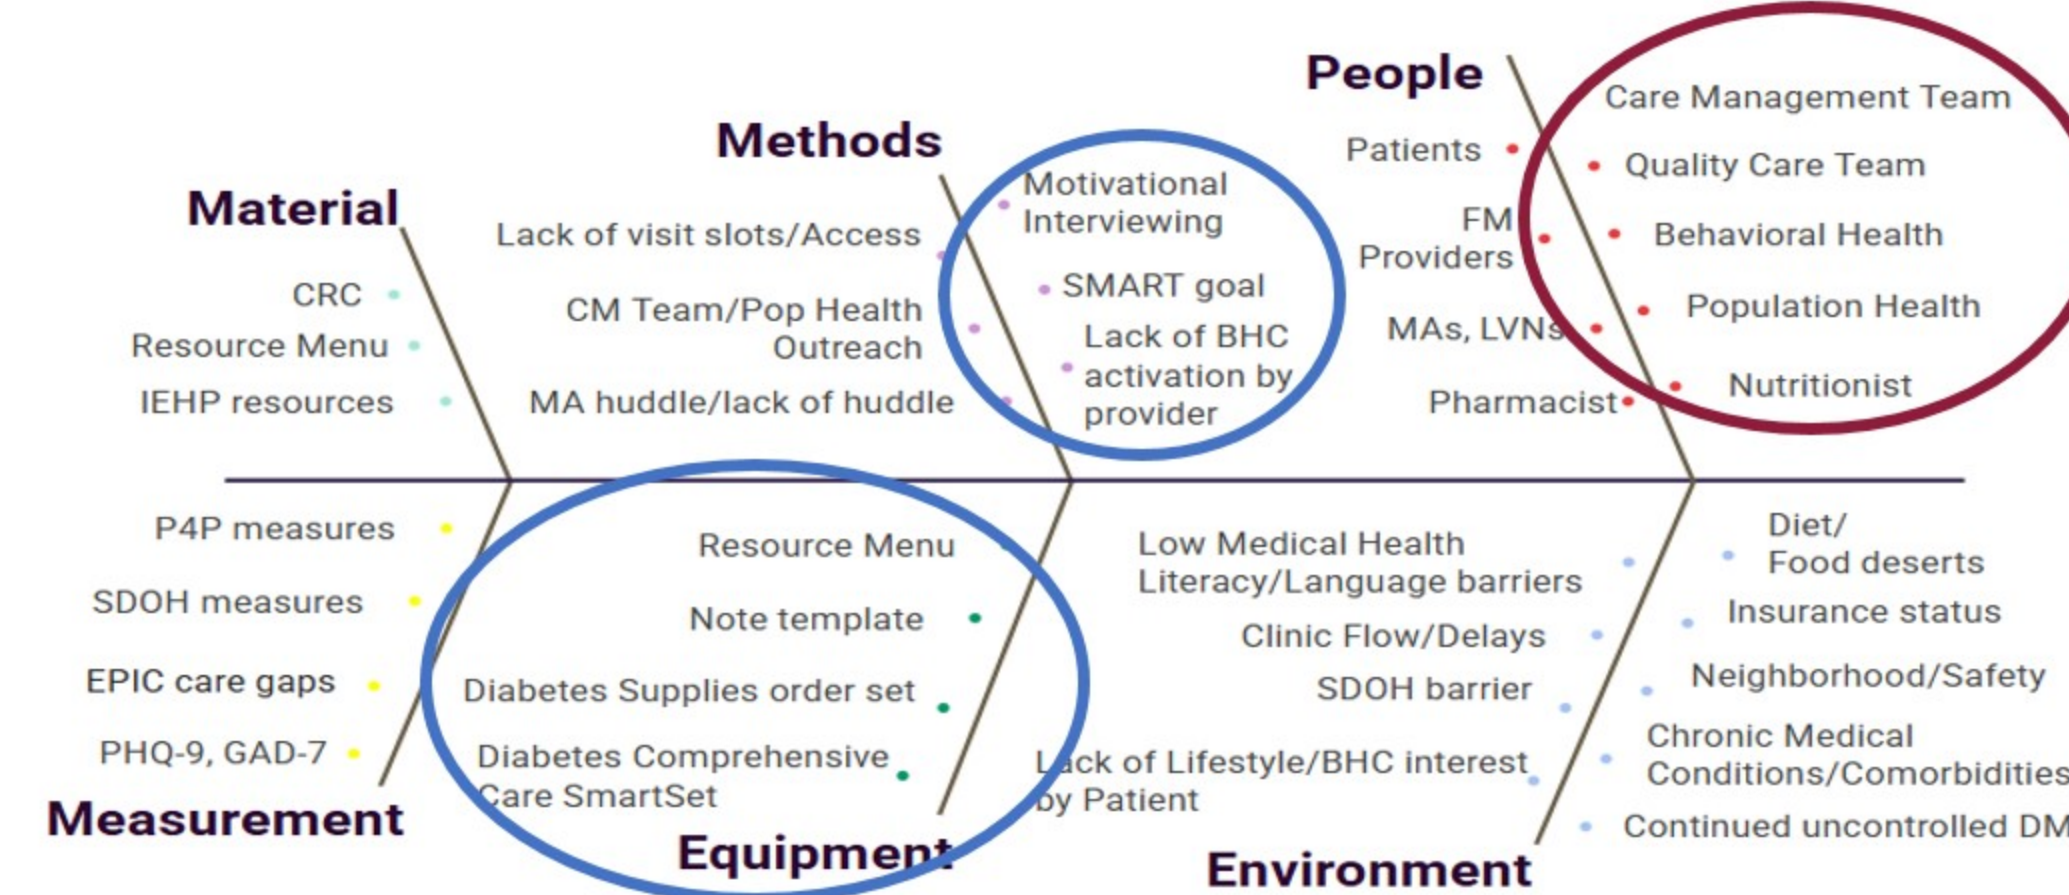 Material
CRC
Resource Menu
IEHP resources
Methods
Lack of visit slots/Access
CM Team/Pop Health
Outreach
MA huddle/lack of huddle
Motivational
Interviewing
SMART goal
Lack of BHC
activation by
provider
People
Patients
FM
Providers
MAs, LVNs
Pharmacist
Care Management Team
Quality Care Team
Behavioral Health
Population Health
Nutritionist
P4P measures
SDOH measures
EPIC care gaps
PHQ-9, GAD-7
Measurement
Resource Menu
Note template
Diabetes Supplies order set
Diabetes Comprehensive
Care SmartSet
Equipment
Low Medical Health
Literacy/Language barriers
Clinic Flow/Delays
SDOH barrier
Lack of Lifestyle/BHC interest
by Patient
Environment
Diet/
Food deserts
Insurance status
Neighborhood/Safety
Chronic Medical
Conditions/Comorbidities
Continued uncontrolled DM